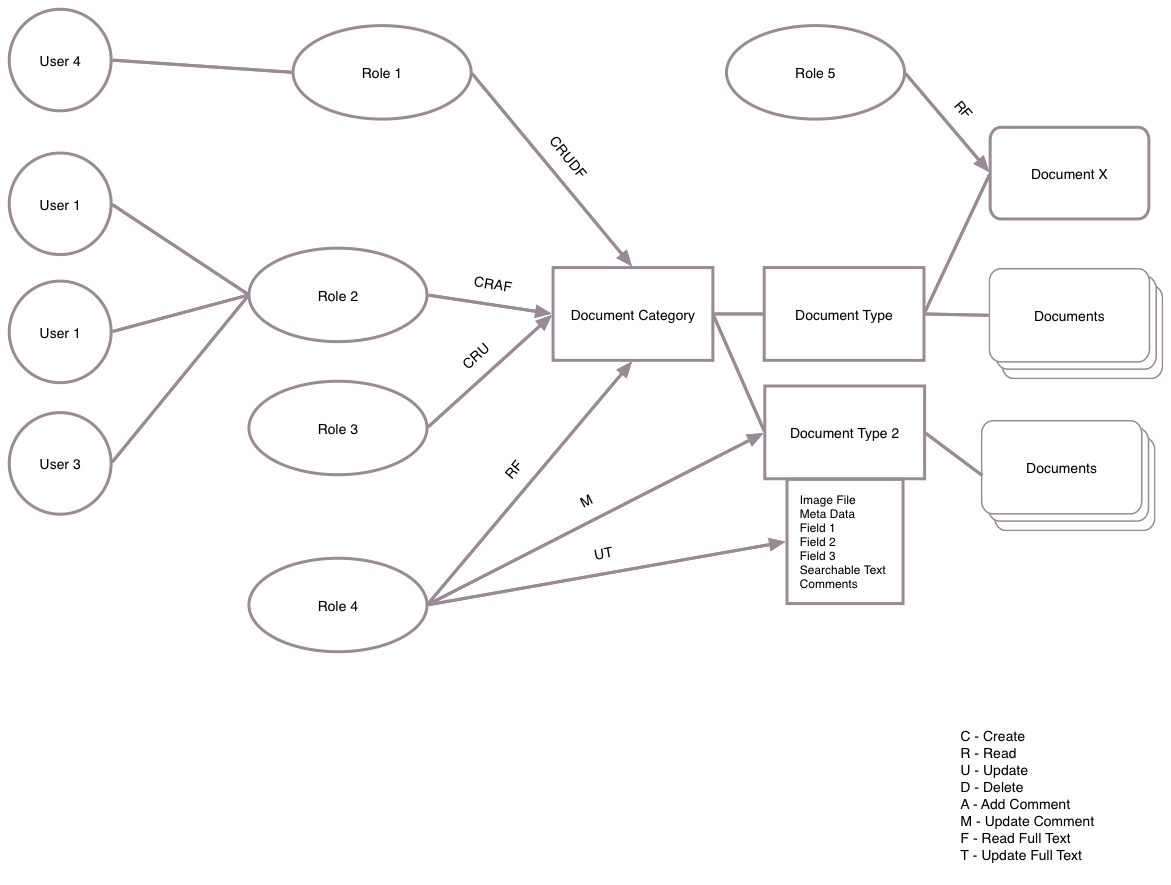 User 4
Role 1
Role 5
RF
CRUDF
Document X
User 1
Role 2
CRAF
Document Category
Document Type
Documents
User 1
CRU
Role 3
Document Type 2
User 3
RF
M
Documents
Image File
Meta Data
Field 1
Field 2
Field 3
Searchable Text
Comments
UT
Role 4
C - Create
R - Read
U - Update
D - Delete
A - Add Comment
M - Update Comment
F - Read Full Text
T - Update Full Text